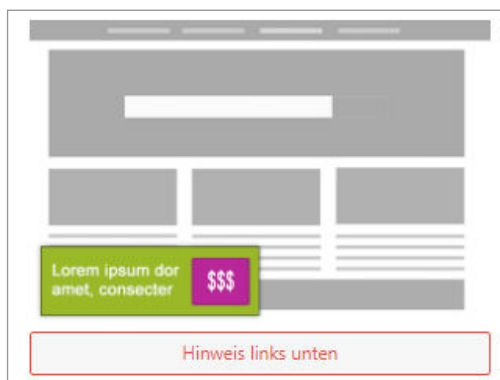 Lorem ipsum dor
amet, consecter
$$$
Hinweis links unten